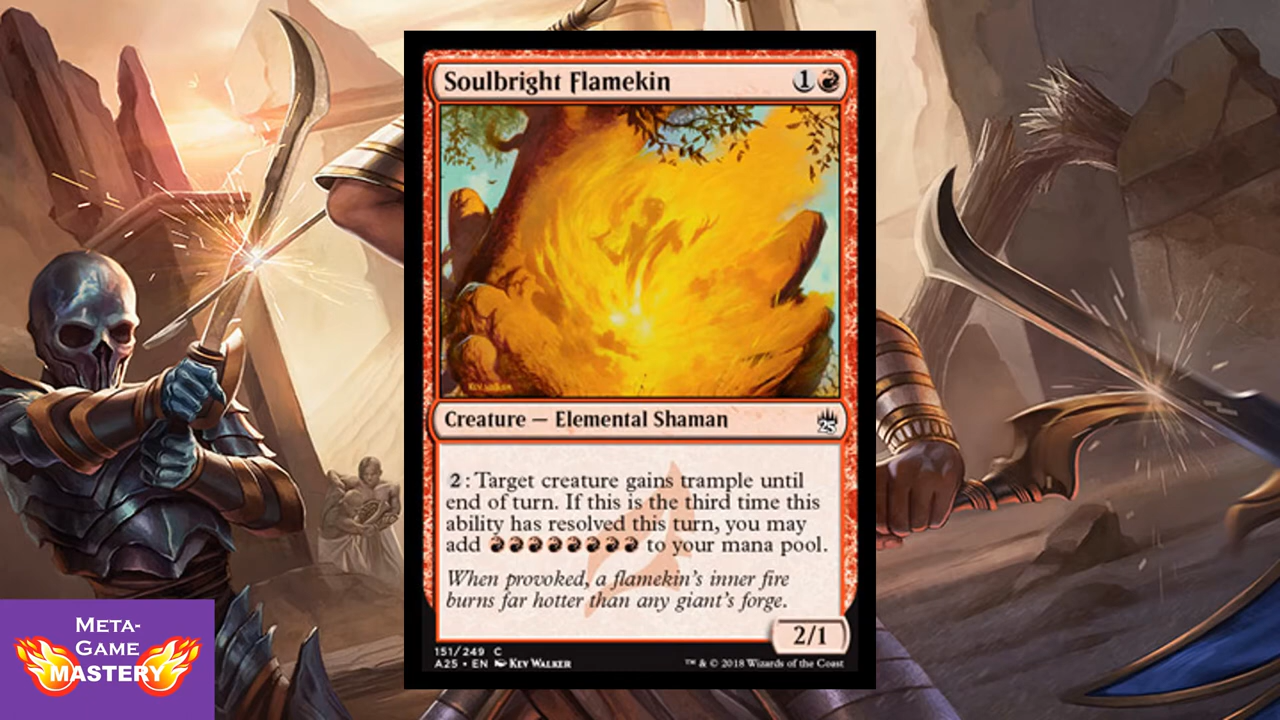 Soulbright Flamekin
1
Creature — Elemental Shaman
25
2: Target creature gains trample until
end of turn. If this is the third time this
ability has resolved this turn, you may
add to your mana pool.
When provoked, a flamekin's inner fire
burns far hotter than any giant's forge.
2/1
151/249 C
A25 • EN Kev Walker
™ & © 2018 Wizards of the Coast
Meta-
Game
Mastery